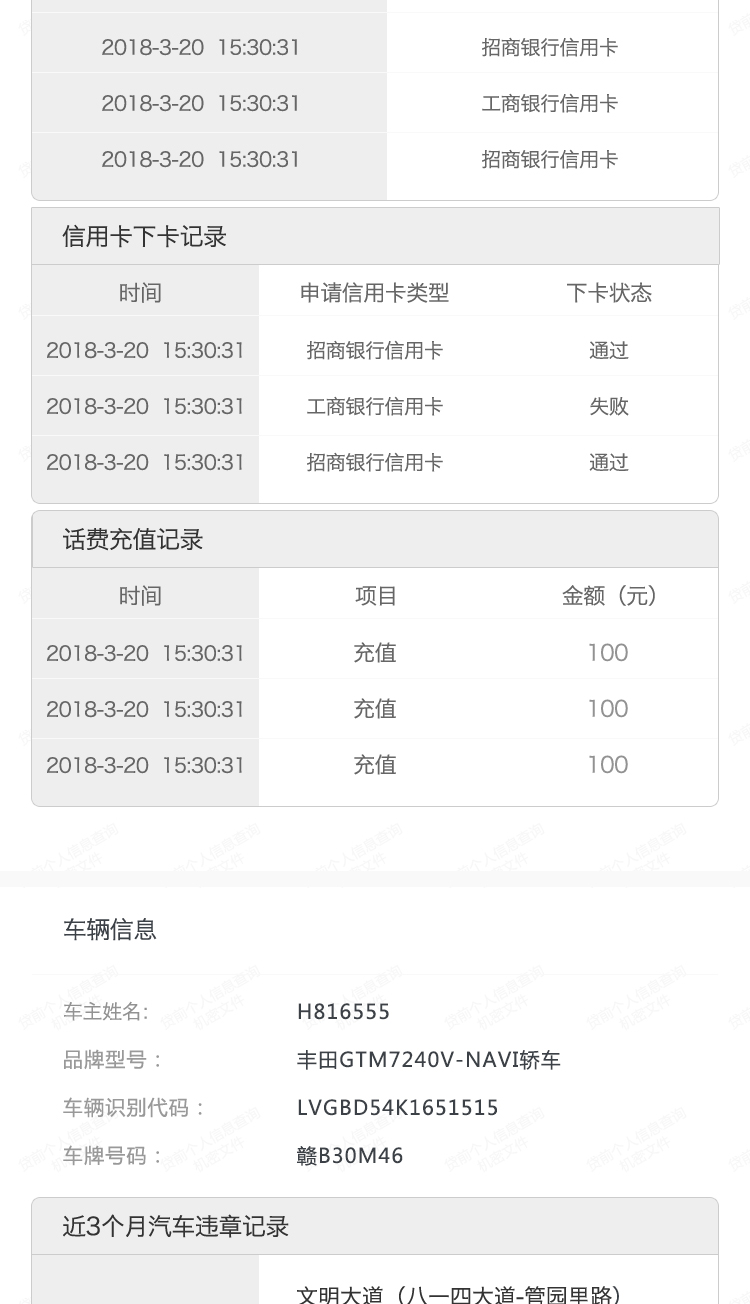 2018-3-20 15:30:31 招商银行信用卡
2018-3-20 15:30:31 工商银行信用卡
2018-3-20 15:30:31 招商银行信用卡
信用卡下卡记录
时间 申请信用卡类型 下卡状态
2018-3-20 15:30:31 招商银行信用卡 通过
2018-3-20 15:30:31 工商银行信用卡 失败
2018-3-20 15:30:31 招商银行信用卡 通过
话费充值记录
时间 项目 金额（元）
2018-3-20 15:30:31 充值 100
2018-3-20 15:30:31 充值 100
2018-3-20 15:30:31 充值 100
车辆信息
车主姓名: H816555
品牌型号： 丰田GTM7240V-NAVI轿车
车辆识别代码： LVGBD54K1651515
车牌号码： 赣B30M46
近3个月汽车违章记录
文明大道（八一四大道-管园里路）